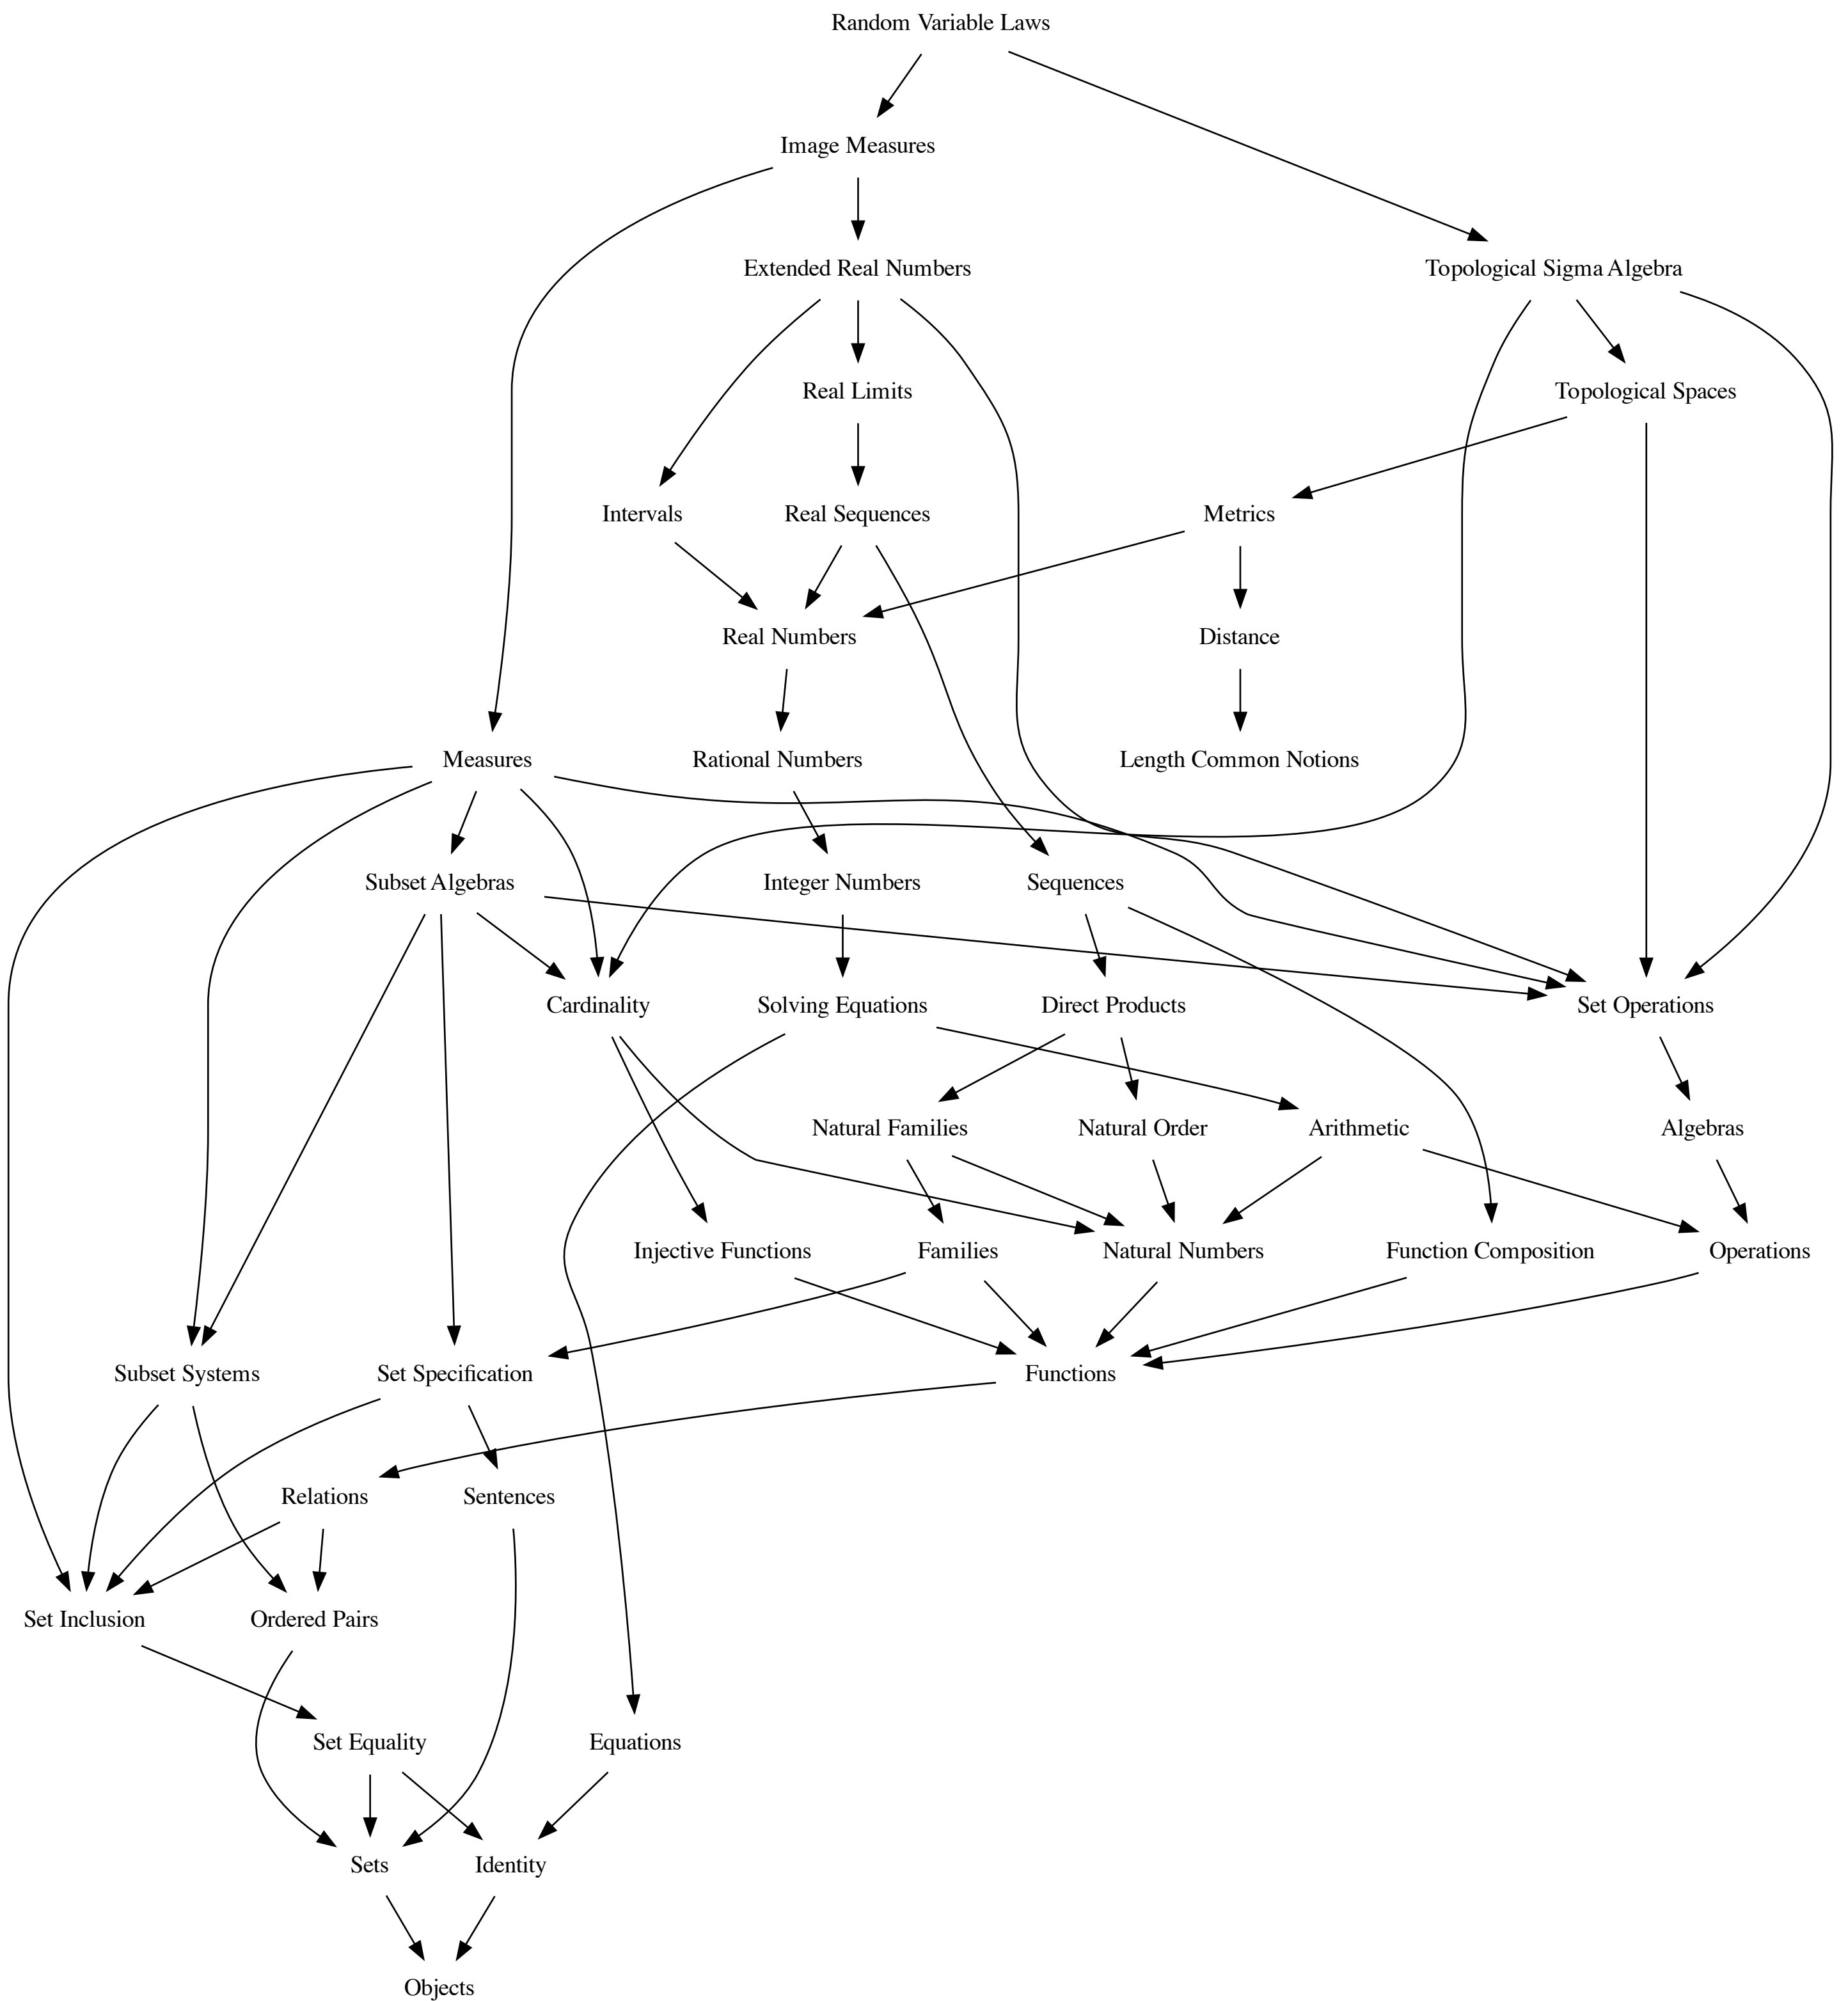 Random Variable Laws
Image Measures
Extended Real Numbers
Topological Sigma Algebra
Real Limits
Topological Spaces
Intervals
Real Sequences
Metrics
Real Numbers
Distance
Measures
Rational Numbers
Length Common Notions
Subset Algebras
Integer Numbers
Sequences
Cardinality
Solving Equations
Direct Products
Set Operations
Natural Families
Natural Order
Arithmetic
Algebras
Injective Functions
Families
Natural Numbers
Function Composition
Operations
Subset Systems
Set Specification
Functions
Relations
Sentences
Set Inclusion
Ordered Pairs
Set Equality
Equations
Sets
Identity
Objects